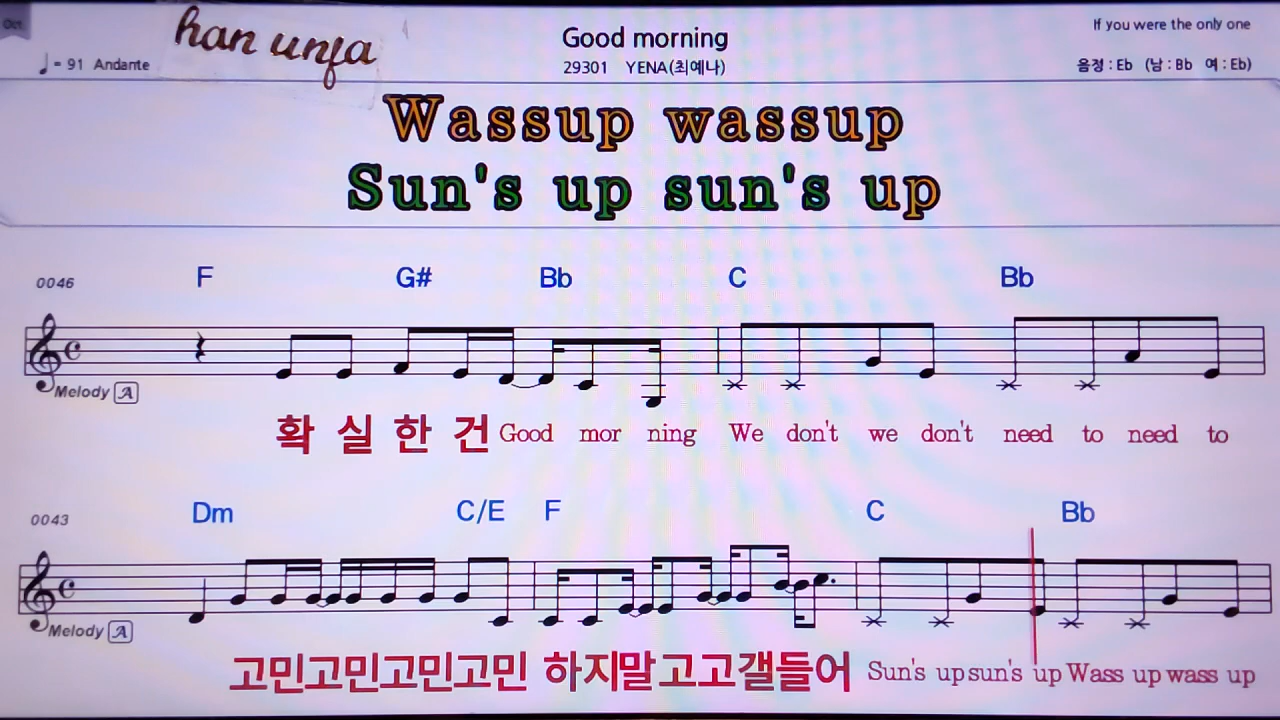 Oct.
han unfa
Good morning
If you were the only one
♩ = 91 Andante
29301 YENA(최예나)
음정 : Eb (남 : Bb 여 : Eb)
Wassup wassup
Sun's up sun's up
0046
F G# Bb C Bb
Melody A
확 실 한 건 Good mor ning We don't we don't need to need to
0043
Dm C/E F C Bb
Melody A
고민고민고민고민 하지말고고갤들어 Sun's up sun's up Wass up wass up